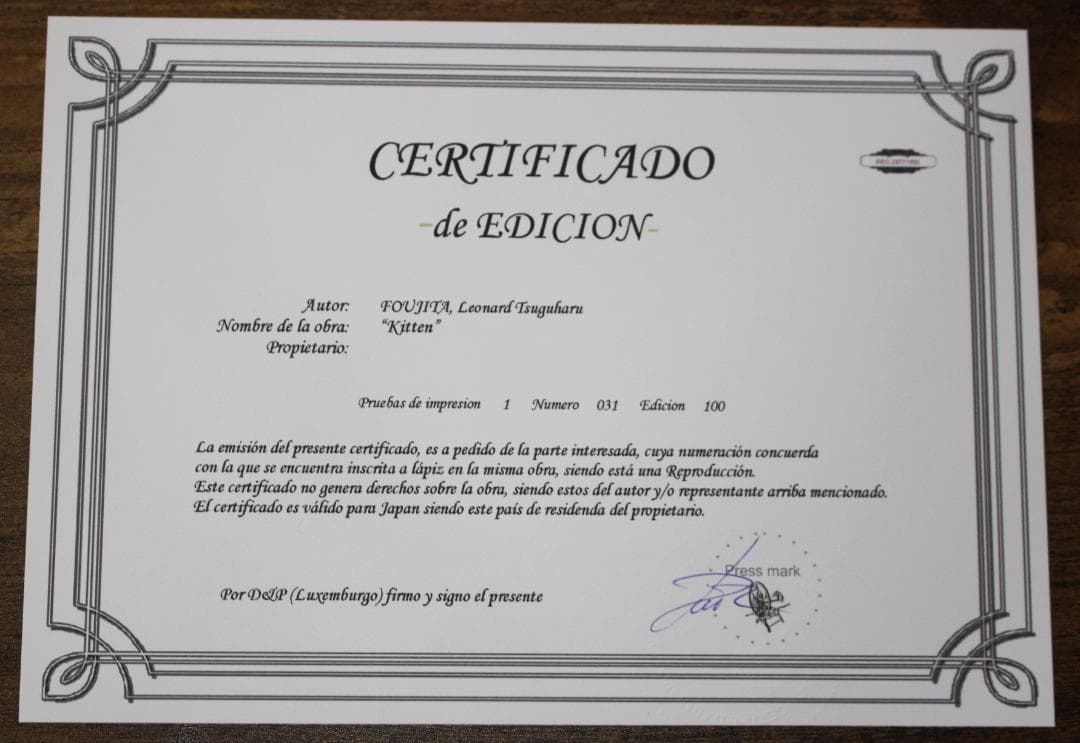 CERTIFICADO
-de EDICION-
Autor: FOUJITA, Leonard Tsuguharu
Nombre de la obra: “Kitten”
Propietario:
Pruebas de impresion 1 Numero 031 Edicion 100
La emisión del presente certificado, es a pedido de la parte interesada, cuya numeración concuerda
con la que se encuentra inscrita a lápiz en la misma obra, siendo está una Reproducción.
Este certificado no genera derechos sobre la obra, siendo estos del autor y/o representante arriba mencionado.
El certificado es válido para Japan siendo este país de residenda del propietario.
Press mark
Por D&P (Luxemburgo) firmo y signo el presente